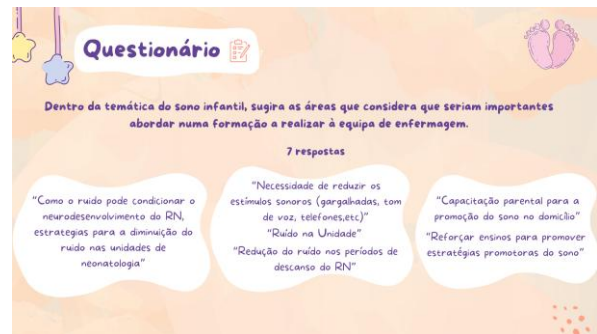 Questionário
Dentro da temática do sono infantil, sugira as áreas que considera que seriam importantes
abordar numa formação a realizar à equipa de enfermagem.
7 respostas
"Como o ruido pode condicionar o
neurodesenvolvimento do RN,
estrategias para a diminuição do
ruido nas unidades de
neonatologia"
"Necessidade de reduzir os
estímulos sonoros (gargalhadas, tom
de voz, telefones,etc)"
"Ruído na Unidade"
"Redução do ruído nos períodos de
descanso do RN"
"Capacitação parental para a
promoção do sono no domicílio"
"Reforçar ensinos para promover
estratégias promotoras do sono"